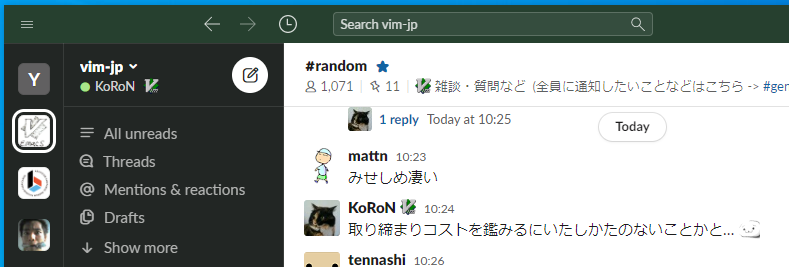 Search vim-jp
Y
vim-jp
KoRoN
All unreads
Threads
Mentions & reactions
Drafts
Show more
#random
1,071 | 11 | 雑談・質問など (全員に通知したいことなどはこちら -> #gen
1 reply Today at 10:25
Today
mattn 10:23
みせしめ凄い
KoRoN 10:24
取り締まりコストを鑑みるにいたしかたのないことかと...
tennashi 10:26